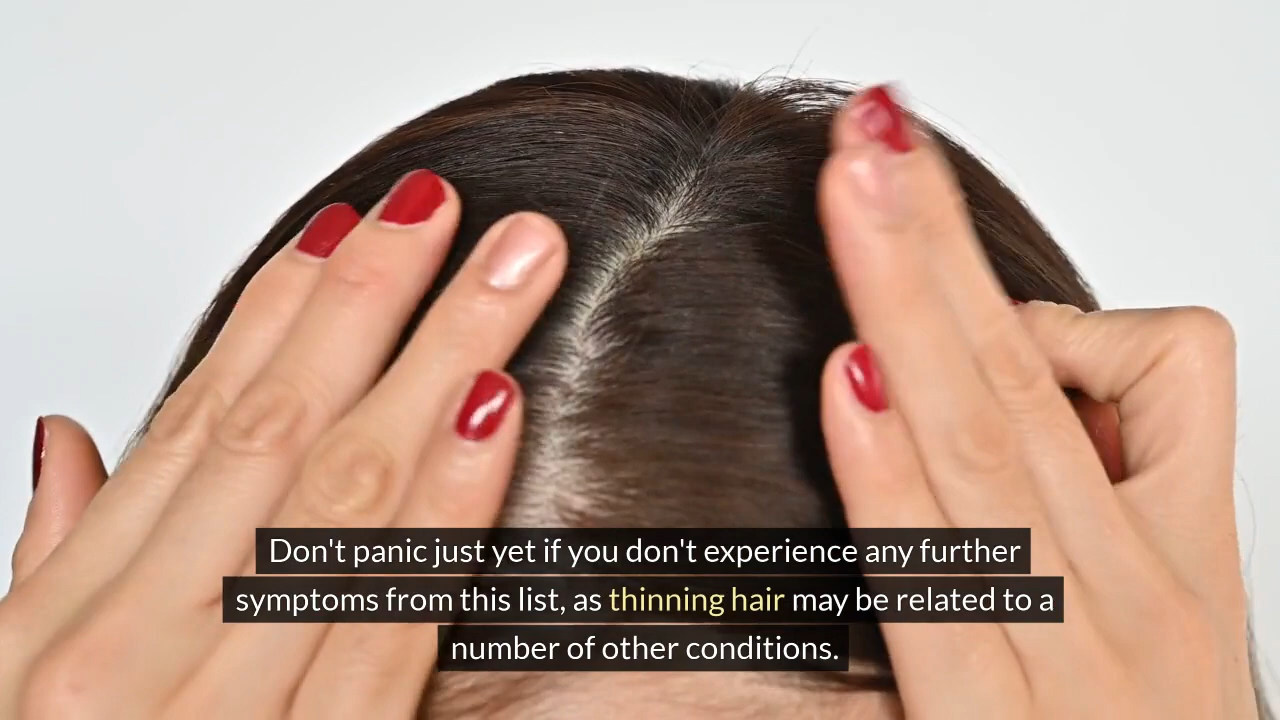 Don't panic just yet if you don't experience any further
symptoms from this list, as thinning hair may be related to a
number of other conditions.